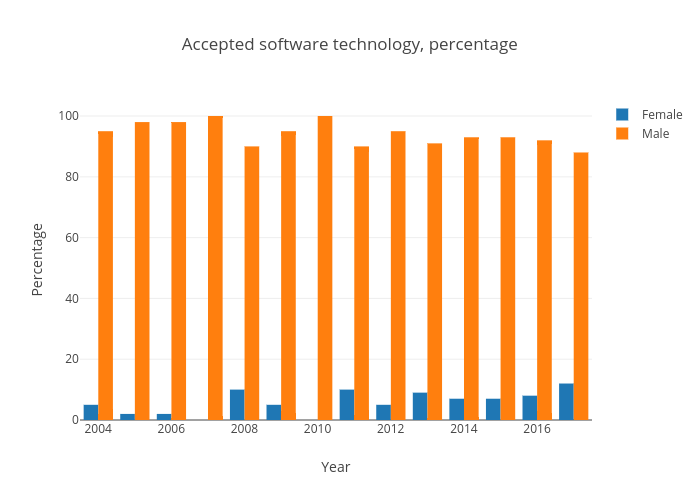 Accepted software technology, percentage
Female
Male
100
80
60
40
20
0
Percentage
2004 2006 2008 2010 2012 2014 2016
Year